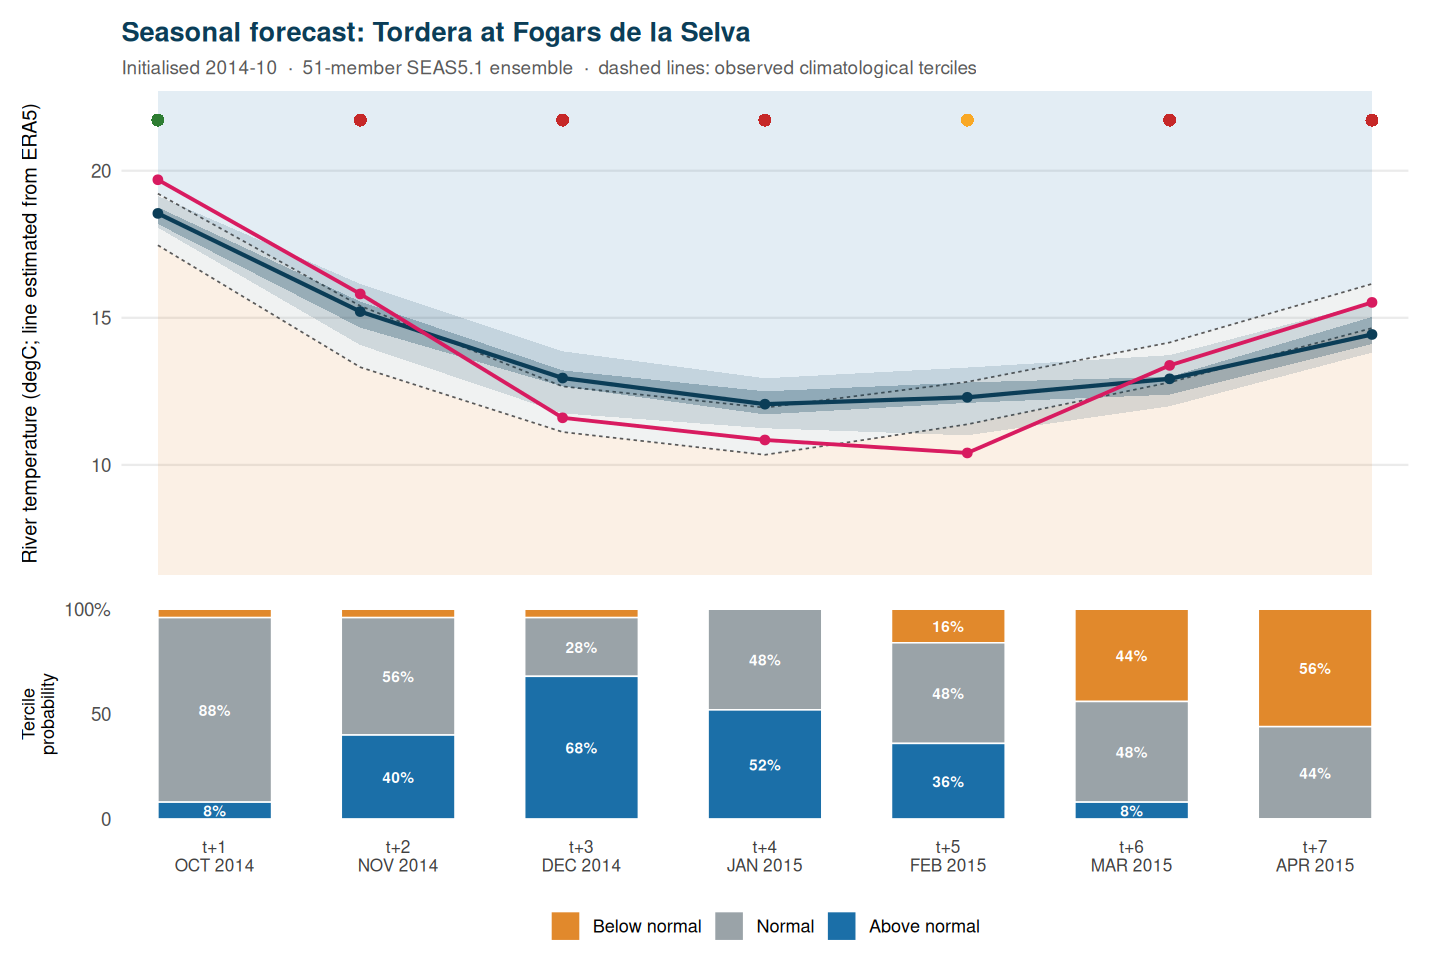 Seasonal forecast: Tordera at Fogars de la Selva
Initialised 2014-10 · 51-member SEAS5.1 ensemble · dashed lines: observed climatological terciles
River temperature (degC; line estimated from ERA5)
20
15
10
Tercile
probability
100%
50
0
88%
8%
56%
40%
28%
68%
48%
52%
16%
48%
36%
44%
48%
8%
56%
44%
t+1
OCT 2014
t+2
NOV 2014
t+3
DEC 2014
t+4
JAN 2015
t+5
FEB 2015
t+6
MAR 2015
t+7
APR 2015
Below normal
Normal
Above normal